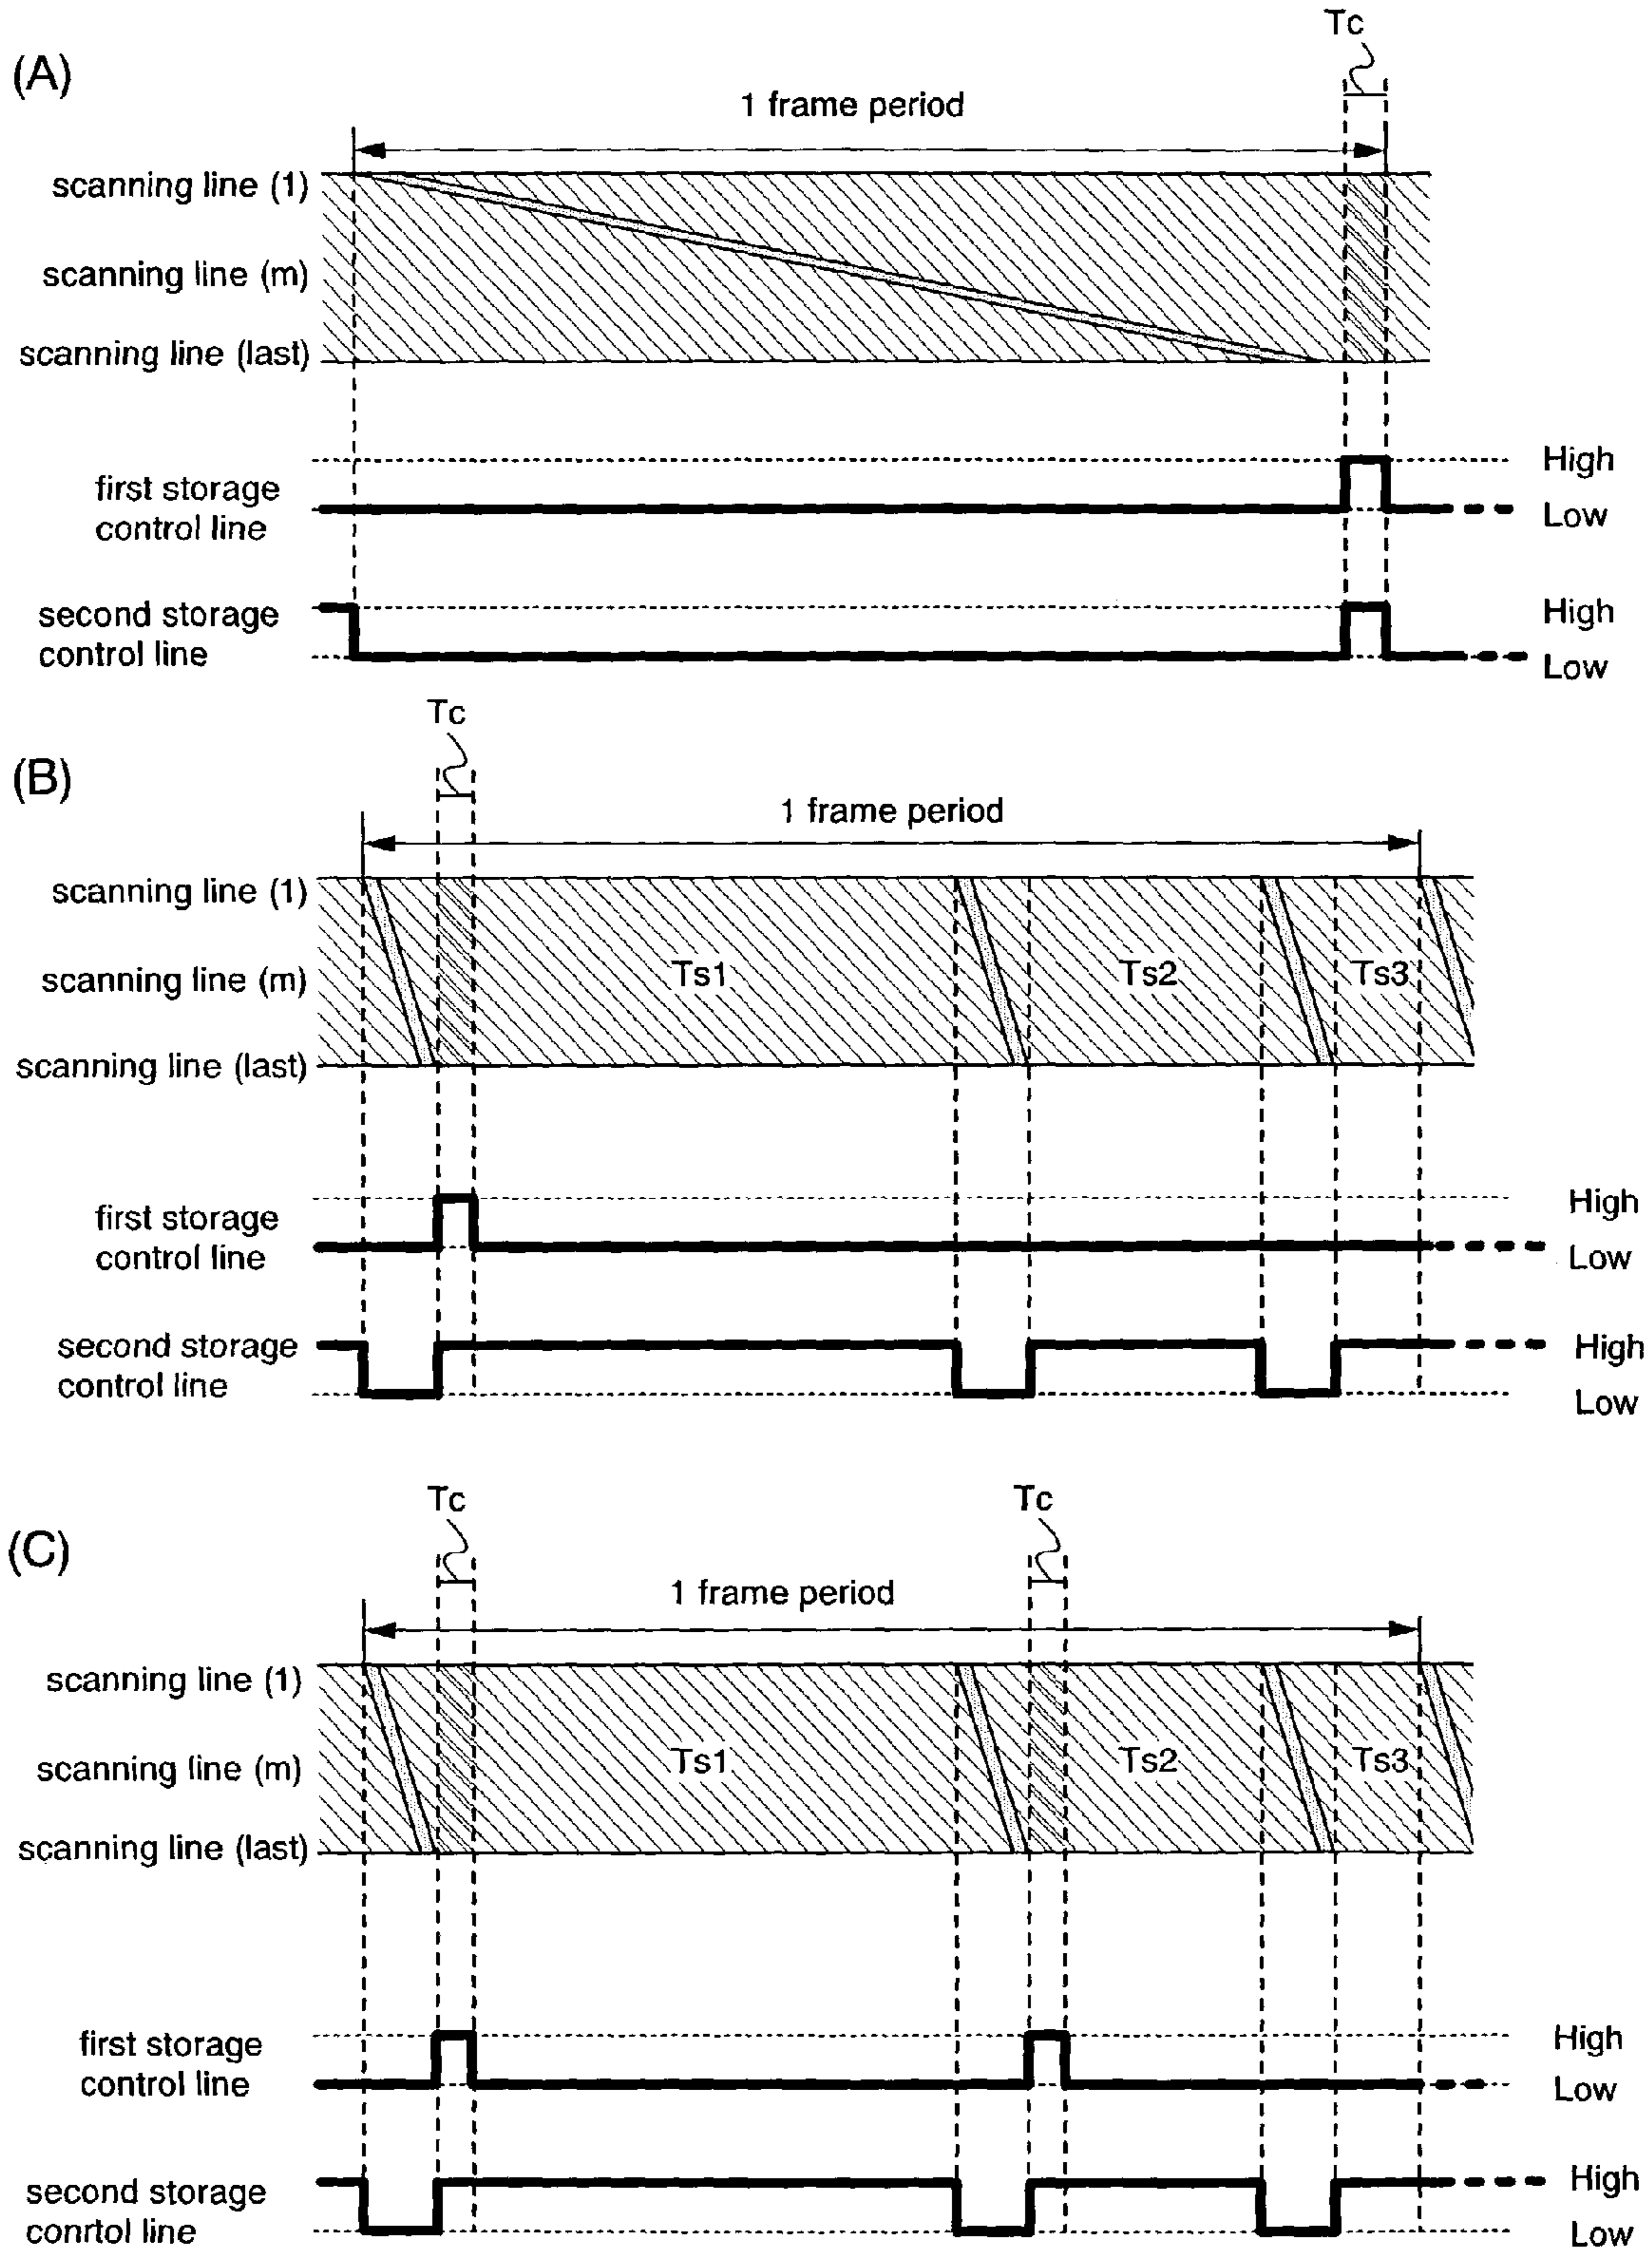 Tc
(A)
1 frame period
scanning line (1)
scanning line (m)
scanning line (last)
first storage
control line
High
Low
second storage
control line
High
Low
Tc
(B)
1 frame period
scanning line (1)
scanning line (m)
Ts1
Ts2
Ts3
scanning line (last)
first storage
control line
High
Low
second storage
control line
High
Low
Tc
Tc
(C)
1 frame period
scanning line (1)
scanning line (m)
Ts1
Ts2
Ts3
scanning line (last)
first storage
control line
High
Low
second storage
conrtol line
High
Low